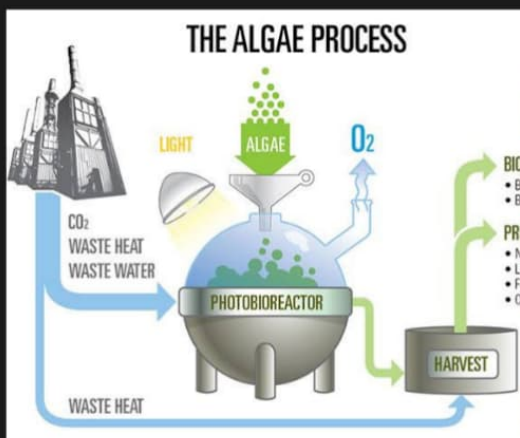 THE ALGAE PROCESS
LIGHT
ALGAE
O2
CO2
WASTE HEAT
WASTE WATER
PHOTOBIOREACTOR
HARVEST
WASTE HEAT